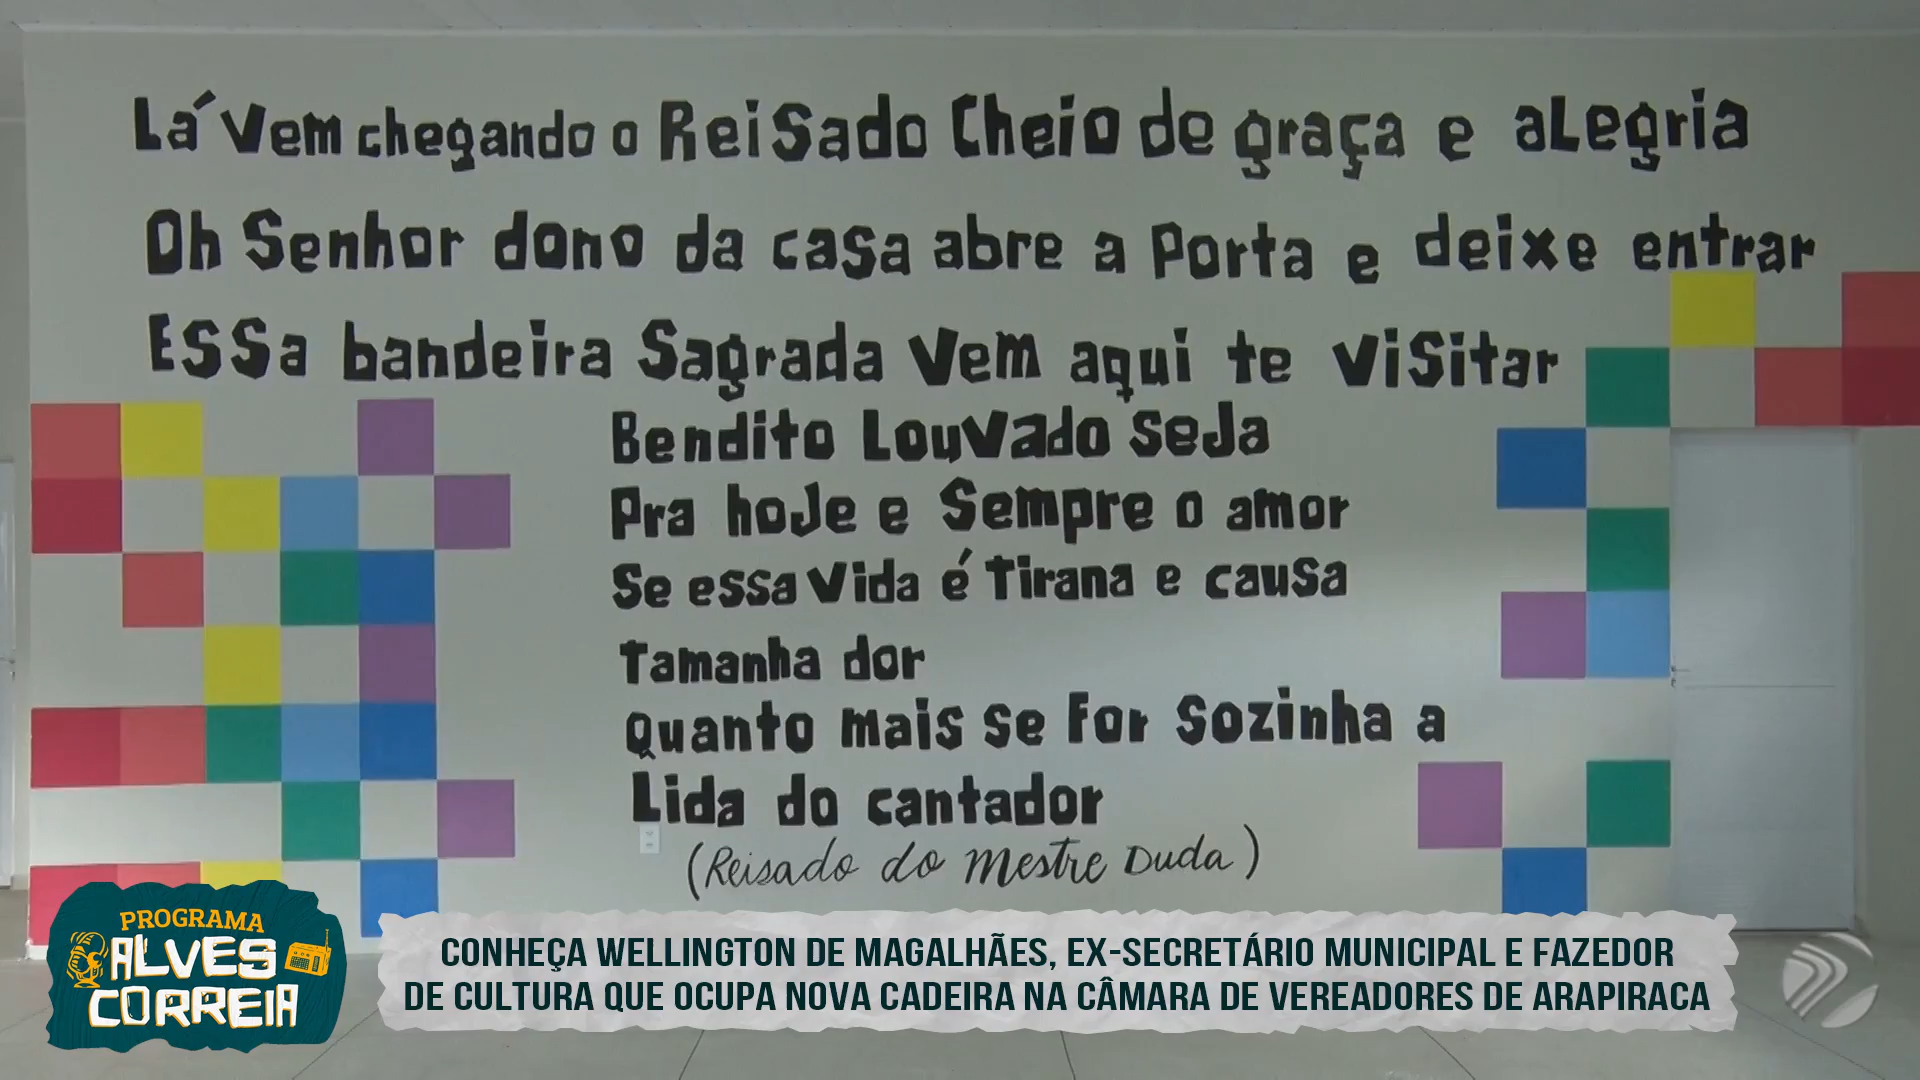 Lá vem chegando o Reisado Cheio de graça e alegria
Oh Senhor dono da casa abre a Porta e deixe entrar
Essa bandeira Sagrada Vem aqui te Visitar
Bendito Louvado seja
Pra hoje e Sempre o amor
Se essa Vida é Tirana e causa
Tamanha dor
Quanto mais se For Sozinha a
Lida do cantador
(Reisado do Mestre Duda)
PROGRAMA
ALVES
CORREIA
CONHEÇA WELLINGTON DE MAGALHÃES, EX-SECRETÁRIO MUNICIPAL E FAZEDOR
DE CULTURA QUE OCUPA NOVA CADEIRA NA CÂMARA DE VEREADORES DE ARAPIRACA